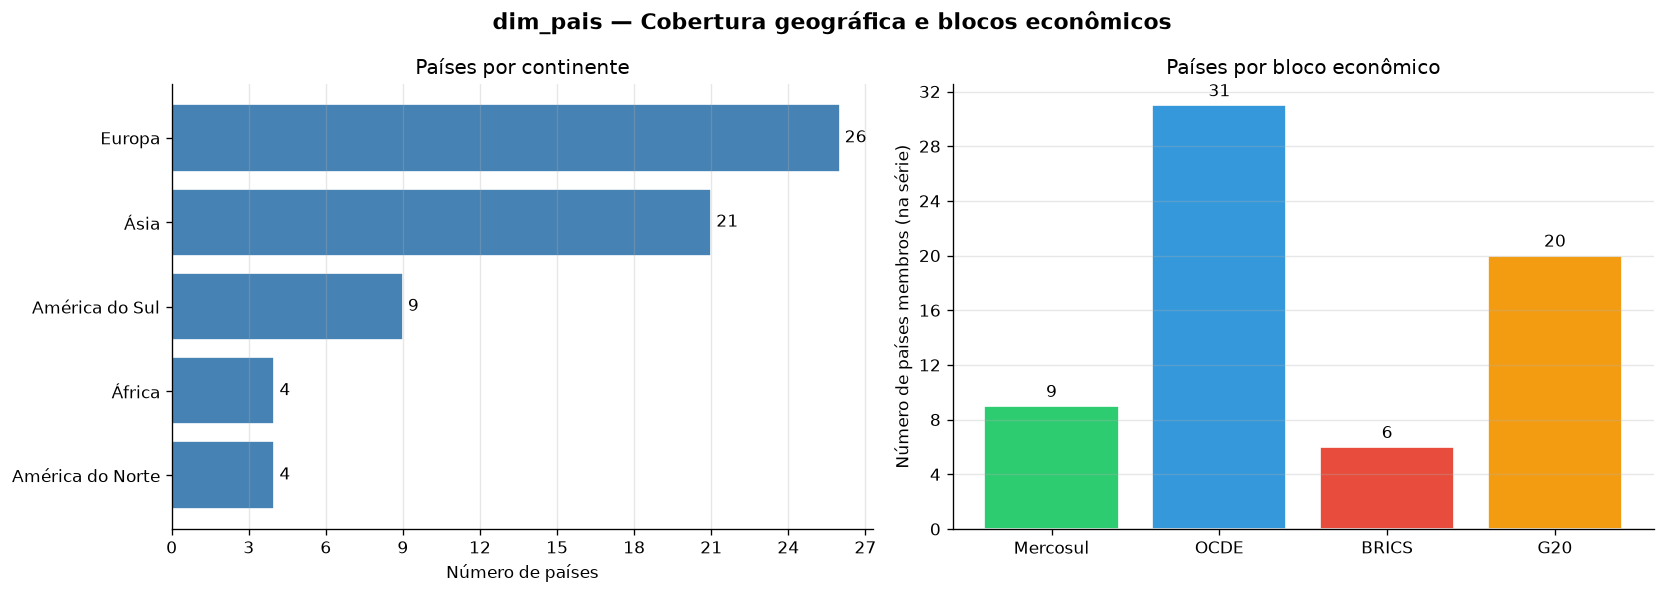 dim_pais — Cobertura geográfica e blocos econômicos
Países por continente
Europa
26
Ásia
21
América do Sul
9
África
4
América do Norte
4
0 3 6 9 12 15 18 21 24 27
Número de países
Países por bloco econômico
Número de países membros (na série)
32
28
24
20
16
12
8
4
0
9
31
6
20
Mercosul OCDE BRICS G20